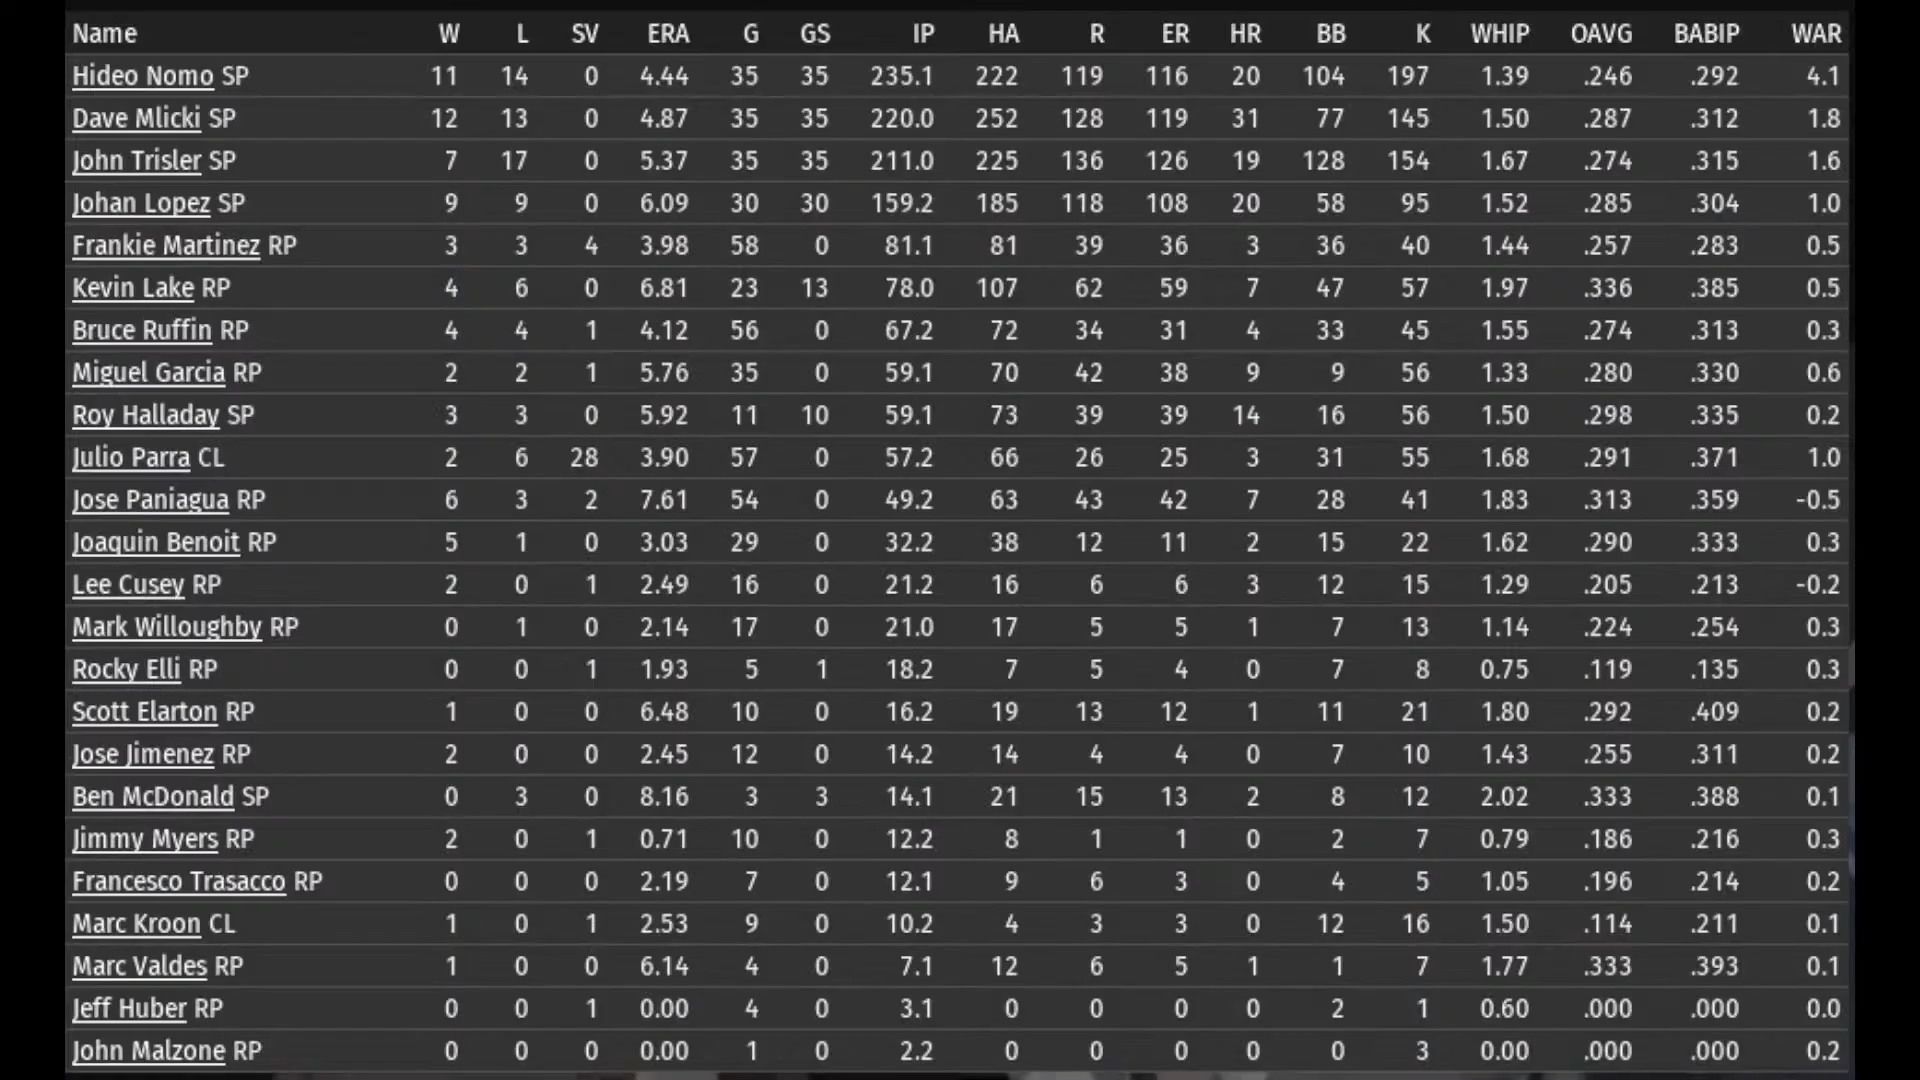 Name W L SV ERA G GS IP HA R ER HR BB K WHIP OAVG BABIP WAR
Hideo Nomo SP 11 14 0 4.44 35 35 235.1 222 119 116 20 104 197 1.39 .246 .292 4.1
Dave Mlicki SP 12 13 0 4.87 35 35 220.0 252 128 119 31 77 145 1.50 .287 .312 1.8
John Trisler SP 7 17 0 5.37 35 35 211.0 225 136 126 19 128 154 1.67 .274 .315 1.6
Johan Lopez SP 9 9 0 6.09 30 30 159.2 185 118 108 20 58 95 1.52 .285 .304 1.0
Frankie Martinez RP 3 3 4 3.98 58 0 81.1 81 39 36 3 36 40 1.44 .257 .283 0.5
Kevin Lake RP 4 6 0 6.81 23 13 78.0 107 62 59 7 47 57 1.97 .336 .385 0.5
Bruce Ruffin RP 4 4 1 4.12 56 0 67.2 72 34 31 4 33 45 1.55 .274 .313 0.3
Miguel Garcia RP 2 2 1 5.76 35 0 59.1 70 42 38 9 9 56 1.33 .280 .330 0.6
Roy Halladay SP 3 3 0 5.92 11 10 59.1 73 39 39 14 16 56 1.50 .298 .335 0.2
Julio Parra CL 2 6 28 3.90 57 0 57.2 66 26 25 3 31 55 1.68 .291 .371 1.0
Jose Paniagua RP 6 3 2 7.61 54 0 49.2 63 43 42 7 28 41 1.83 .313 .359 -0.5
Joaquin Benoit RP 5 1 0 3.03 29 0 32.2 38 12 11 2 15 22 1.62 .290 .333 0.3
Lee Cusey RP 2 0 1 2.49 16 0 21.2 16 6 6 3 12 15 1.29 .205 .213 -0.2
Mark Willoughby RP 0 1 0 2.14 17 0 21.0 17 5 5 1 7 13 1.14 .224 .254 0.3
Rocky Elli RP 0 0 1 1.93 5 1 18.2 7 5 4 0 7 8 0.75 .119 .135 0.3
Scott Elarton RP 1 0 0 6.48 10 0 16.2 19 13 12 1 11 21 1.80 .292 .409 0.2
Jose Jimenez RP 2 0 0 2.45 12 0 14.2 14 4 4 0 7 10 1.43 .255 .311 0.2
Ben McDonald SP 0 3 0 8.16 3 3 14.1 21 15 13 2 8 12 2.02 .333 .388 0.1
Jimmy Myers RP 2 0 1 0.71 10 0 12.2 8 1 1 0 2 7 0.79 .186 .216 0.3
Francesco Trasacco RP 0 0 0 2.19 7 0 12.1 9 6 3 0 4 5 1.05 .196 .214 0.2
Marc Kroon CL 1 0 1 2.53 9 0 10.2 4 3 3 0 12 16 1.50 .114 .211 0.1
Marc Valdes RP 1 0 0 6.14 4 0 7.1 12 6 5 1 1 7 1.77 .333 .393 0.1
Jeff Huber RP 0 0 1 0.00 4 0 3.1 0 0 0 0 2 1 0.60 .000 .000 0.0
John Malzone RP 0 0 0 0.00 1 0 2.2 0 0 0 0 0 3 0.00 .000 .000 0.2